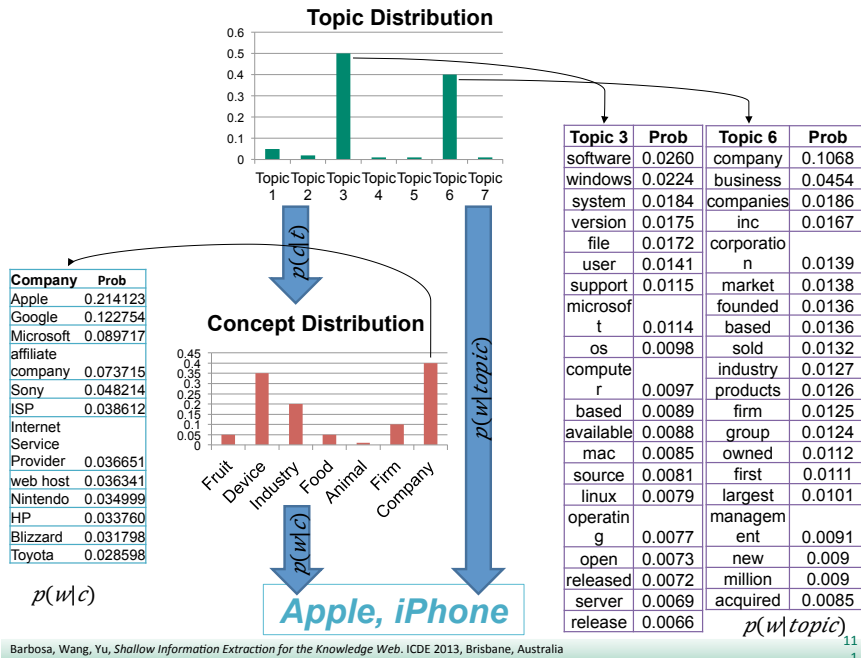 Topic Distribution
0.6
0.5
0.4
0.3
0.2
0.1
0
Topic Topic Topic Topic Topic Topic Topic
1 2 3 4 5 6 7
p(c|t)
Company Prob
Apple 0.214123
Google 0.122754
Microsoft 0.089717
affiliate
company 0.073715
Sony 0.048214
ISP 0.038612
Internet
Service
Provider 0.036651
web host 0.036341
Nintendo 0.034999
HP 0.033760
Blizzard 0.031798
Toyota 0.028598
p(w|c)
Concept Distribution
0.45
0.4
0.35
0.3
0.25
0.2
0.15
0.1
0.05
0
Fruit
Device
Industry
Food
Animal
Firm
Company
p(w|c)
p(w|topic)
Apple, iPhone
Topic 3 Prob
software 0.0260
windows 0.0224
system 0.0184
version 0.0175
file 0.0172
user 0.0141
support 0.0115
microsof
t 0.0114
os 0.0098
compute
r 0.0097
based 0.0089
available 0.0088
mac 0.0085
source 0.0081
linux 0.0079
operatin
g 0.0077
open 0.0073
released 0.0072
server 0.0069
release 0.0066
Topic 6 Prob
company 0.1068
business 0.0454
companies 0.0186
inc 0.0167
corporatio
n 0.0139
market 0.0138
founded 0.0136
based 0.0136
sold 0.0132
industry 0.0127
products 0.0126
firm 0.0125
group 0.0124
owned 0.0112
first 0.0111
largest 0.0101
managem
ent 0.0091
new 0.009
million 0.009
acquired 0.0085
p(w|topic)
Barbosa, Wang, Yu, Shallow Information Extraction for the Knowledge Web. ICDE 2013, Brisbane, Australia
11
1